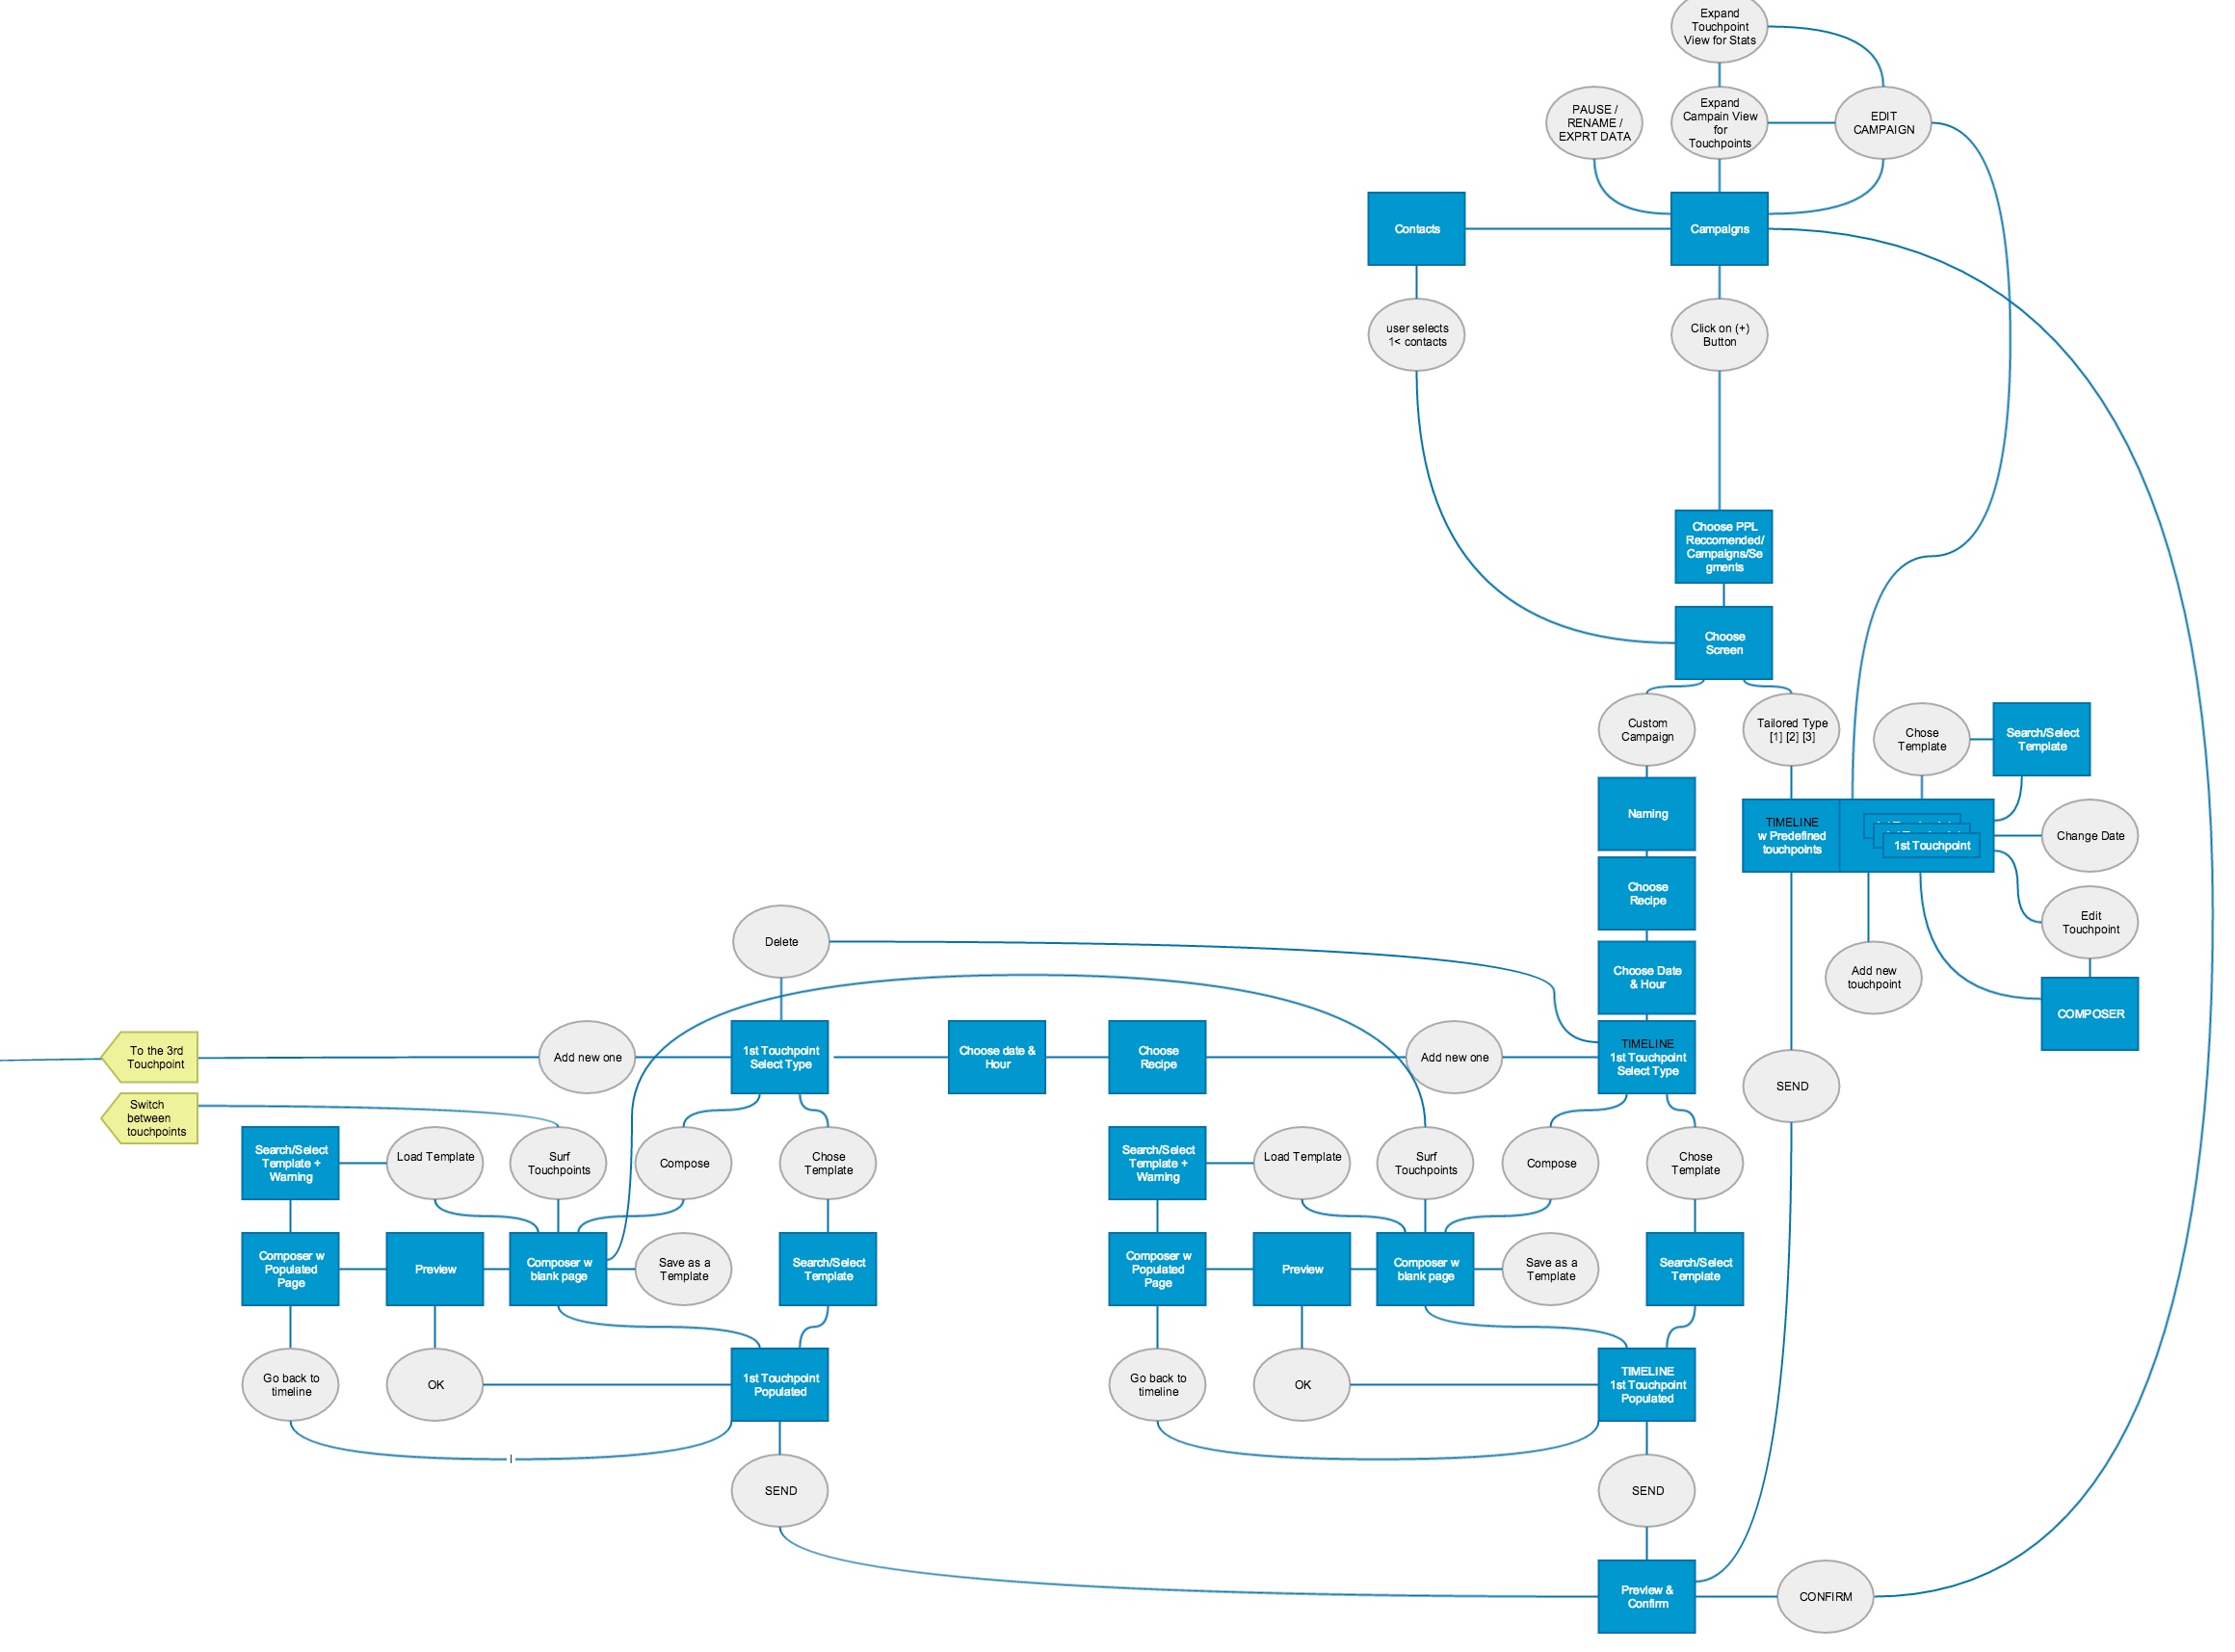 Expand
Touchpoint
View for Stats
PAUSE /
RENAME /
EXPRT DATA
Expand
Campain View
for
Touchpoints
EDIT
CAMPAIGN
Contacts
Campaigns
user selects
1< contacts
Click on (+)
Button
Choose PPL
Reccomended/
Campaigns/Se
gments
Choose
Screen
Custom
Campaign
Tailored Type
[1] [2] [3]
Chose
Template
Search/Select
Template
Naming
TIMELINE
w Predefined
touchpoints
1st Touchpoint
Change Date
Choose
Recipe
Edit
Touchpoint
Delete
Choose Date
& Hour
Add new
touchpoint
COMPOSER
To the 3rd
Touchpoint
Add new one
1st Touchpoint
Select Type
Choose date &
Hour
Choose
Recipe
Add new one
TIMELINE
1st Touchpoint
Select Type
SEND
Switch
between
touchpoints
Search/Select
Template +
Warning
Load Template
Surf
Touchpoints
Compose
Chose
Template
Search/Select
Template +
Warning
Load Template
Surf
Touchpoints
Compose
Chose
Template
Composer w
Populated
Page
Preview
Composer w
blank page
Save as a
Template
Search/Select
Template
Composer w
Populated
Page
Preview
Composer w
blank page
Save as a
Template
Search/Select
Template
Go back to
timeline
OK
1st Touchpoint
Populated
Go back to
timeline
OK
TIMELINE
1st Touchpoint
Populated
SEND
SEND
Preview &
Confirm
CONFIRM